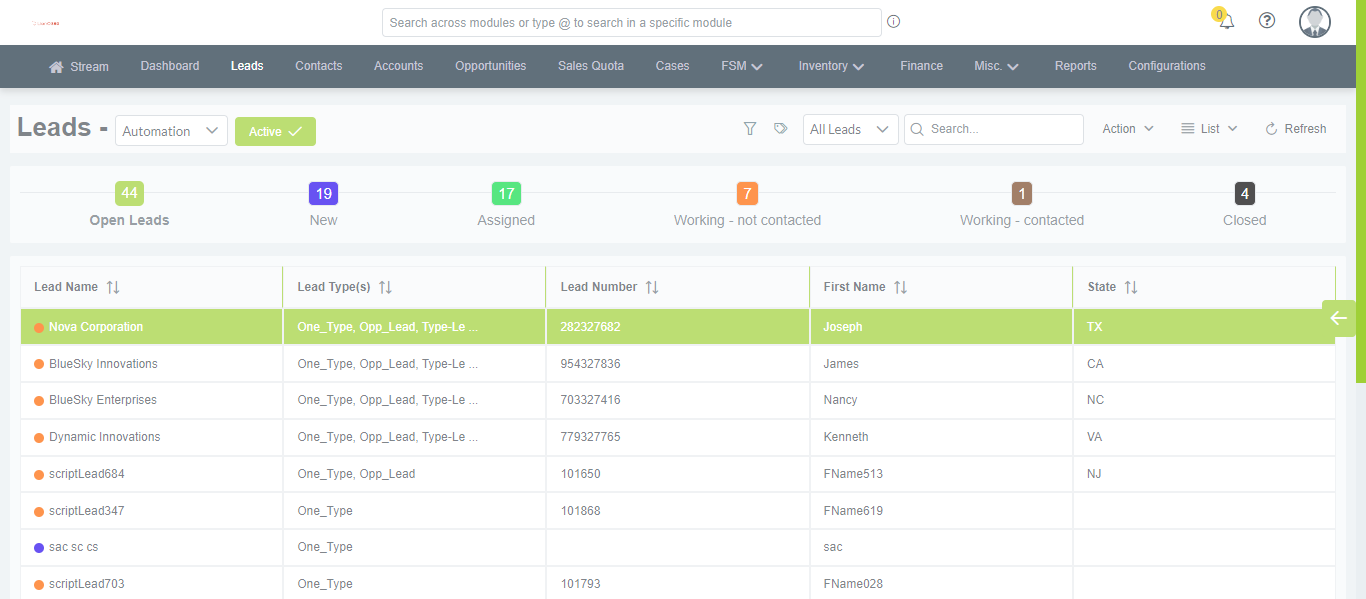 Search across modules or type @ to search in a specific module
0
Stream Dashboard Leads Contacts Accounts Opportunities Sales Quota Cases FSM Inventory Finance Misc. Reports Configurations
Leads - Automation Active All Leads Search... Action List Refresh
44 19 17 7 1 4
Open Leads New Assigned Working - not contacted Working - contacted Closed
Lead Name Lead Type(s) Lead Number First Name State
Nova Corporation One_Type, Opp_Lead, Type-Le ... 282327682 Joseph TX
BlueSky Innovations One_Type, Opp_Lead, Type-Le ... 954327836 James CA
BlueSky Enterprises One_Type, Opp_Lead, Type-Le ... 703327416 Nancy NC
Dynamic Innovations One_Type, Opp_Lead, Type-Le ... 779327765 Kenneth VA
scriptLead684 One_Type, Opp_Lead 101650 FName513 NJ
scriptLead347 One_Type 101868 FName619
sac sc cs One_Type sac
scriptLead703 One_Type 101793 FName028